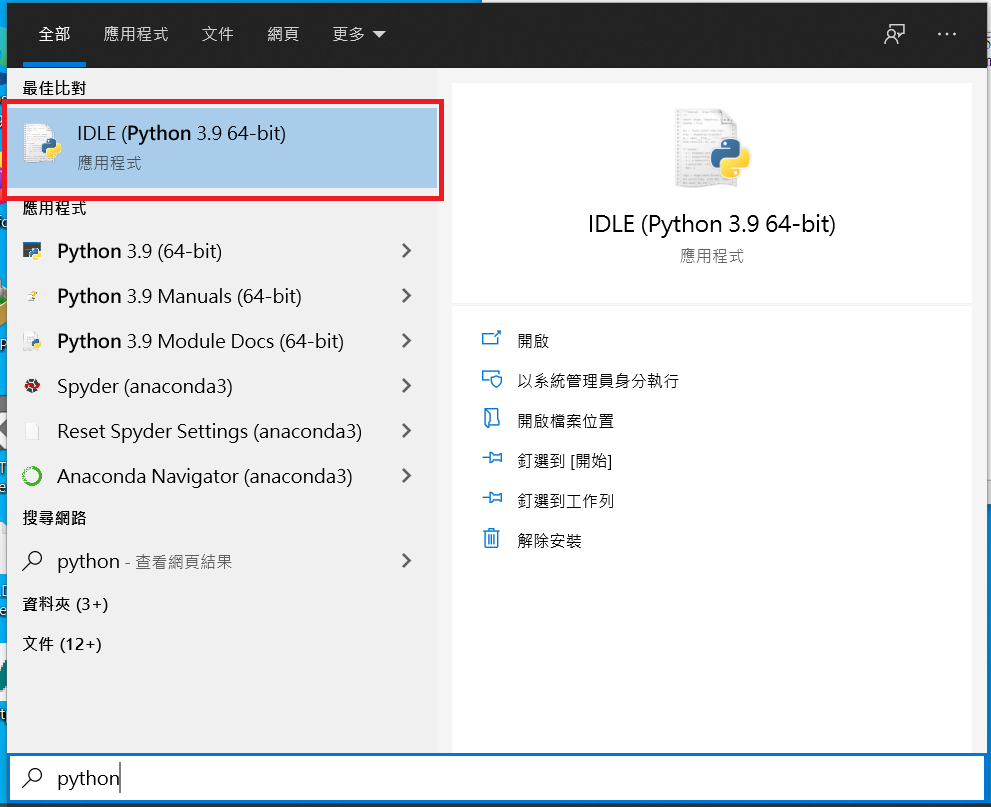 全部 應用程式 文件 網頁 更多
最佳比對
IDLE (Python 3.9 64-bit)
應用程式
應用程式
Python 3.9 (64-bit)
Python 3.9 Manuals (64-bit)
Python 3.9 Module Docs (64-bit)
Spyder (anaconda3)
Reset Spyder Settings (anaconda3)
Anaconda Navigator (anaconda3)
搜尋網路
python - 查看網頁結果
資料夾 (3+)
文件 (12+)
IDLE (Python 3.9 64-bit)
應用程式
開啟
以系統管理員身分執行
開啟檔案位置
釘選到 [開始]
釘選到工作列
解除安裝
python